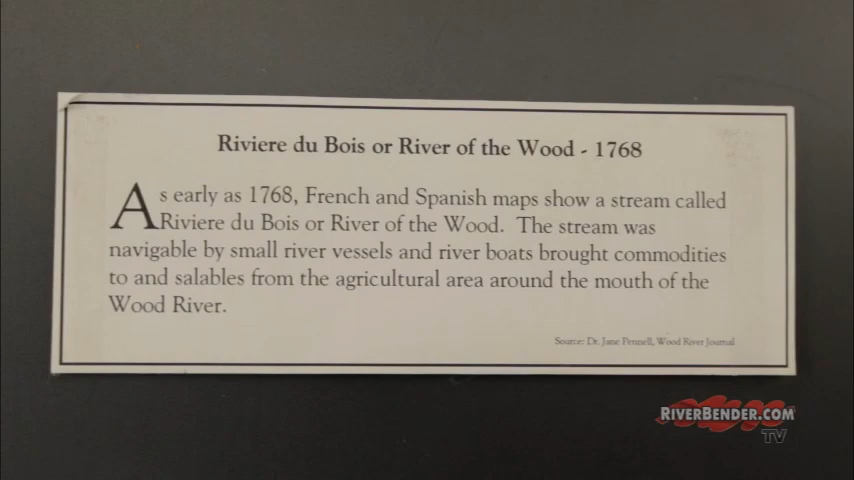 Riviere du Bois or River of the Wood - 1768
As early as 1768, French and Spanish maps show a stream called
Riviere du Bois or River of the Wood. The stream was
navigable by small river vessels and river boats brought commodities
to and salables from the agricultural area around the mouth of the
Wood River.
Source: Dr. Jane Pennell, Wood River Journal
RIVERBENDER.COM
TV